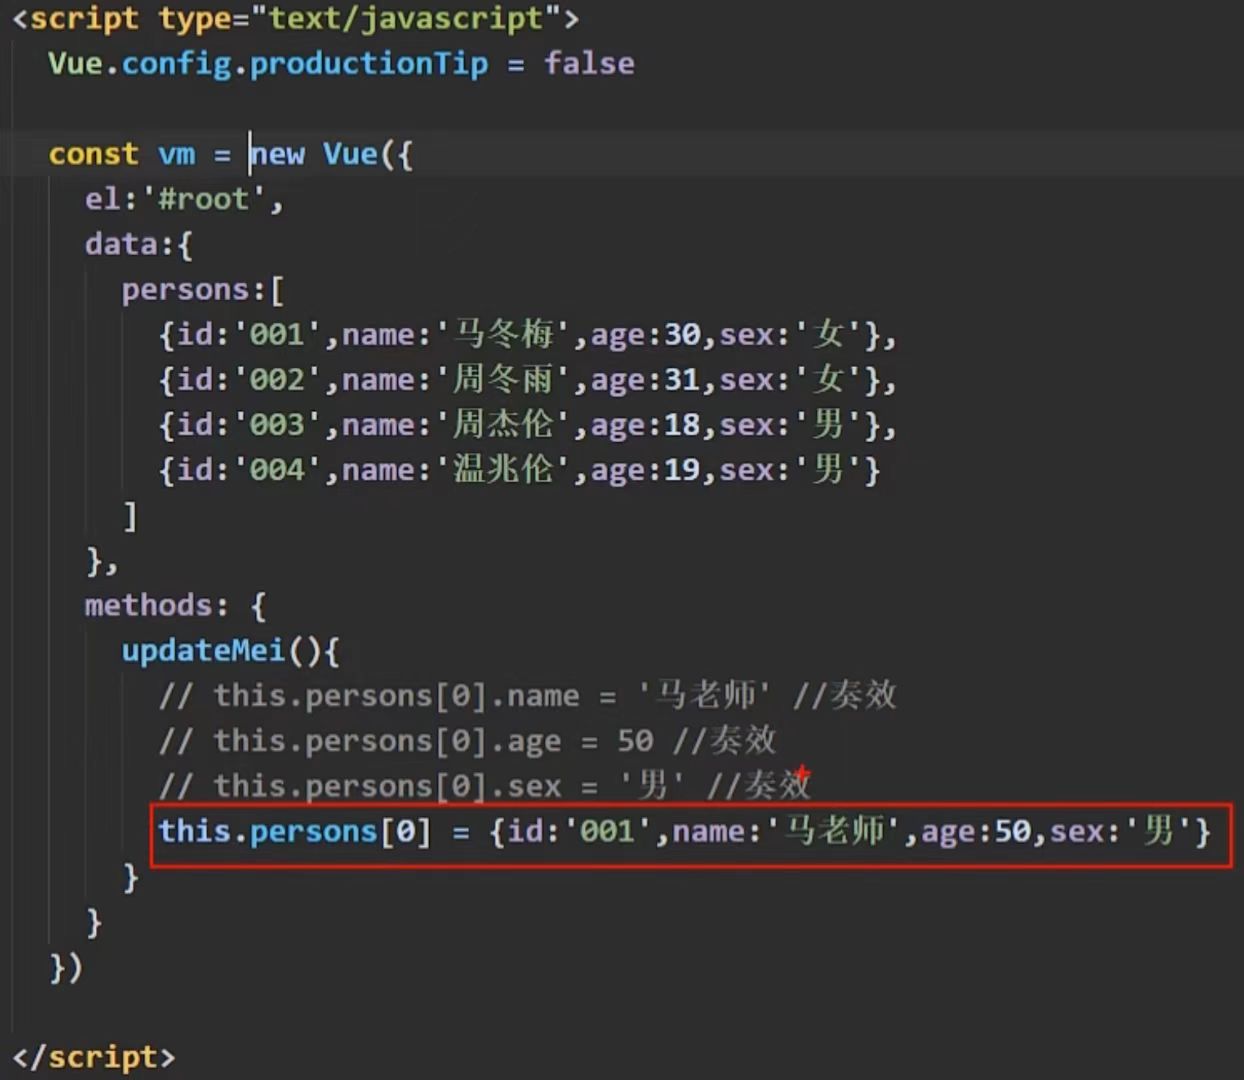 <script type="text/javascript">
Vue.config.productionTip = false
const vm = new Vue({
el:'#root',
data:{
persons:[
{id:'001',name:'马冬梅',age:30,sex:'女'},
{id:'002',name:'周冬雨',age:31,sex:'女'},
{id:'003',name:'周杰伦',age:18,sex:'男'},
{id:'004',name:'温兆伦',age:19,sex:'男'}
]
},
methods: {
updateMei(){
// this.persons[0].name = '马老师' //奏效
// this.persons[0].age = 50 //奏效
// this.persons[0].sex = '男' //奏效
this.persons[0] = {id:'001',name:'马老师',age:50,sex:'男'}
}
}
})
</script>